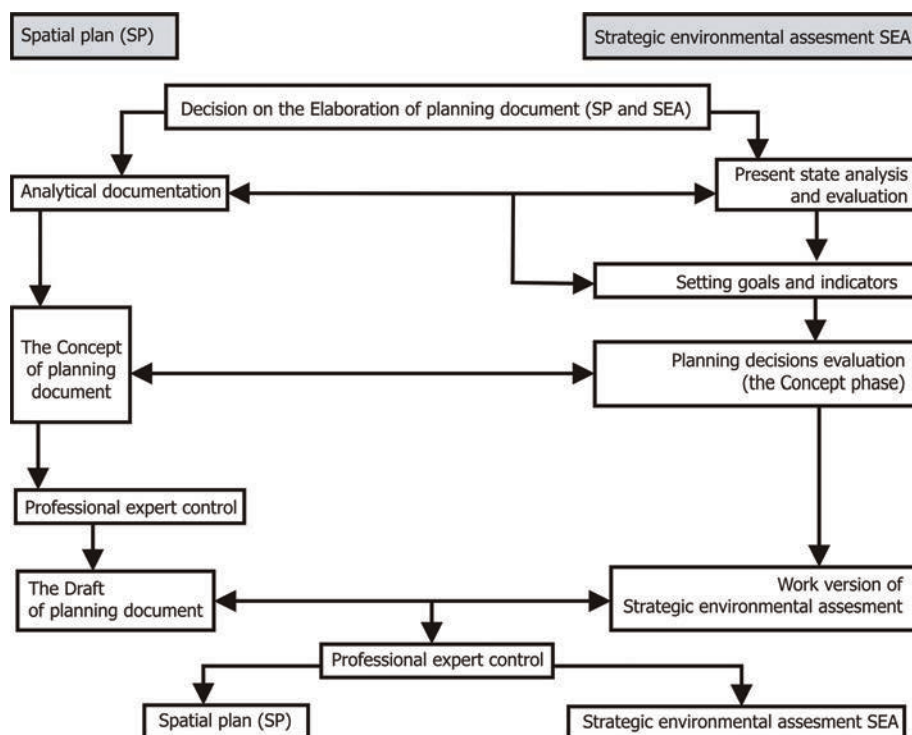 Spatial plan (SP)
Strategic environmental assesment SEA
Decision on the Elaboration of planning document (SP and SEA)
Analytical documentation
Present state analysis
and evaluation
Setting goals and indicators
The Concept
of planning
document
Planning decisions evaluation
(the Concept phase)
Professional expert control
The Draft
of planning document
Work version of
Strategic environmental assesment
Professional expert control
Spatial plan (SP)
Strategic environmental assesment SEA